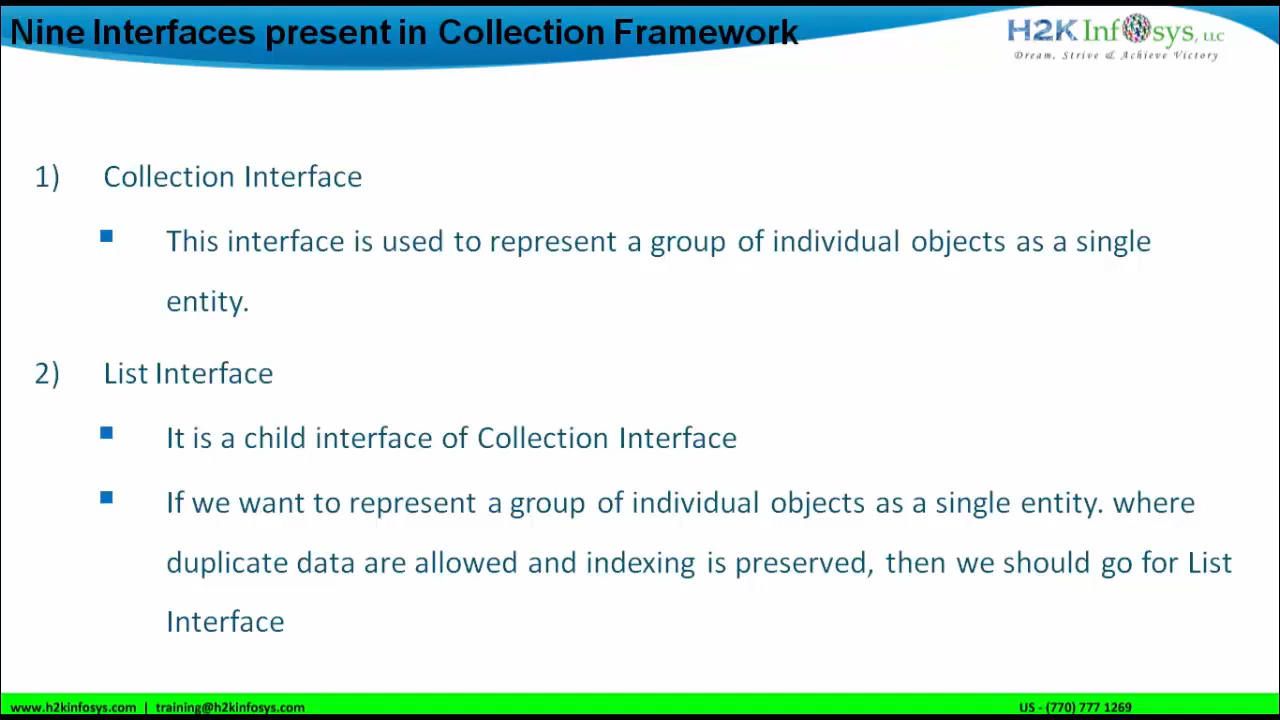 Nine Interfaces present in Collection Framework
H2K Infosys, LLC
Dream, Strive & Achieve Victory
1) Collection Interface
▪ This interface is used to represent a group of individual objects as a single
entity.
2) List Interface
▪ It is a child interface of Collection Interface
▪ If we want to represent a group of individual objects as a single entity. where
duplicate data are allowed and indexing is preserved, then we should go for List
Interface
www.h2kinfosys.com | training@h2kinfosys.com
US - (770) 777 1269